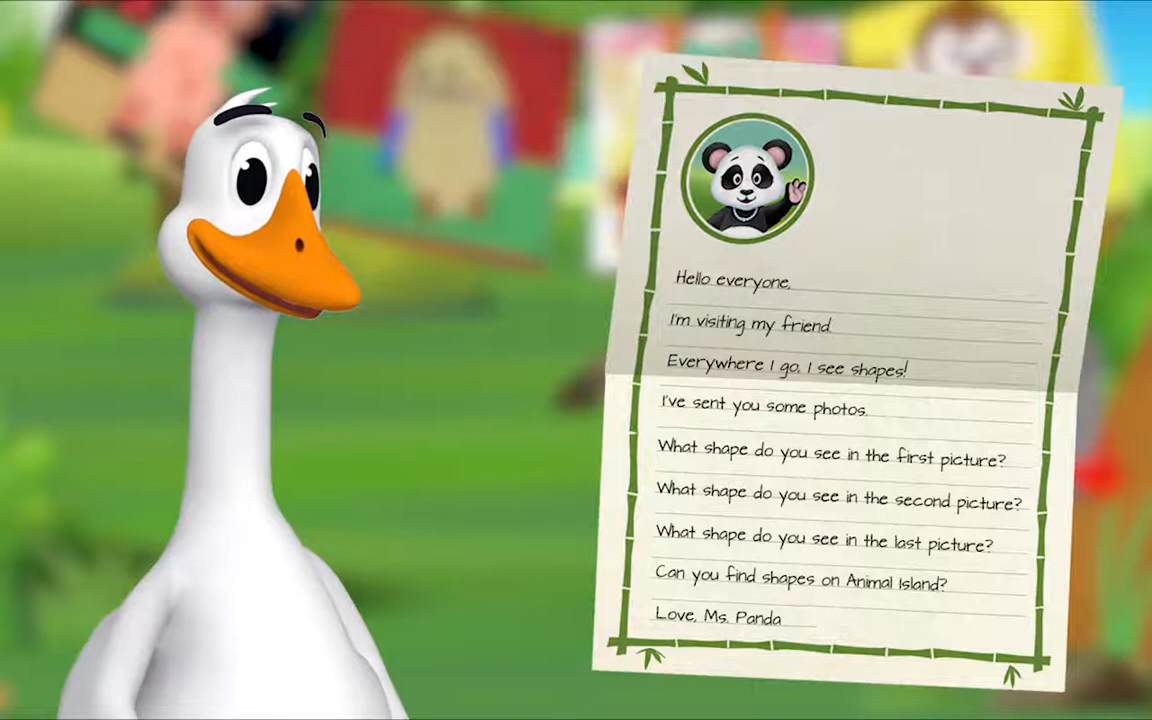 Hello everyone,
I'm visiting my friend.
Everywhere I go, I see shapes!
I've sent you some photos.
What shape do you see in the first picture?
What shape do you see in the second picture?
What shape do you see in the last picture?
Can you find shapes on Animal Island?
Love, Ms. Panda